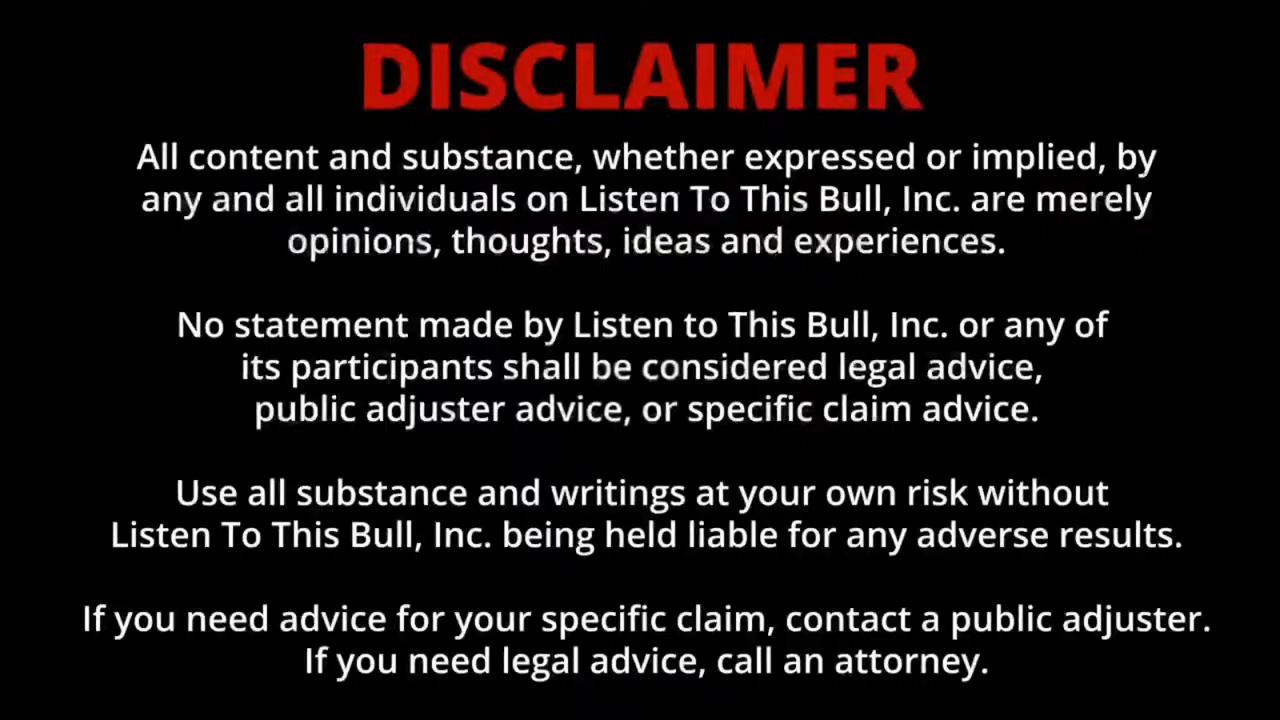 DISCLAIMER
All content and substance, whether expressed or implied, by
any and all individuals on Listen To This Bull, Inc. are merely
opinions, thoughts, ideas and experiences.
No statement made by Listen to This Bull, Inc. or any of
its participants shall be considered legal advice,
public adjuster advice, or specific claim advice.
Use all substance and writings at your own risk without
Listen To This Bull, Inc. being held liable for any adverse results.
If you need advice for your specific claim, contact a public adjuster.
If you need legal advice, call an attorney.